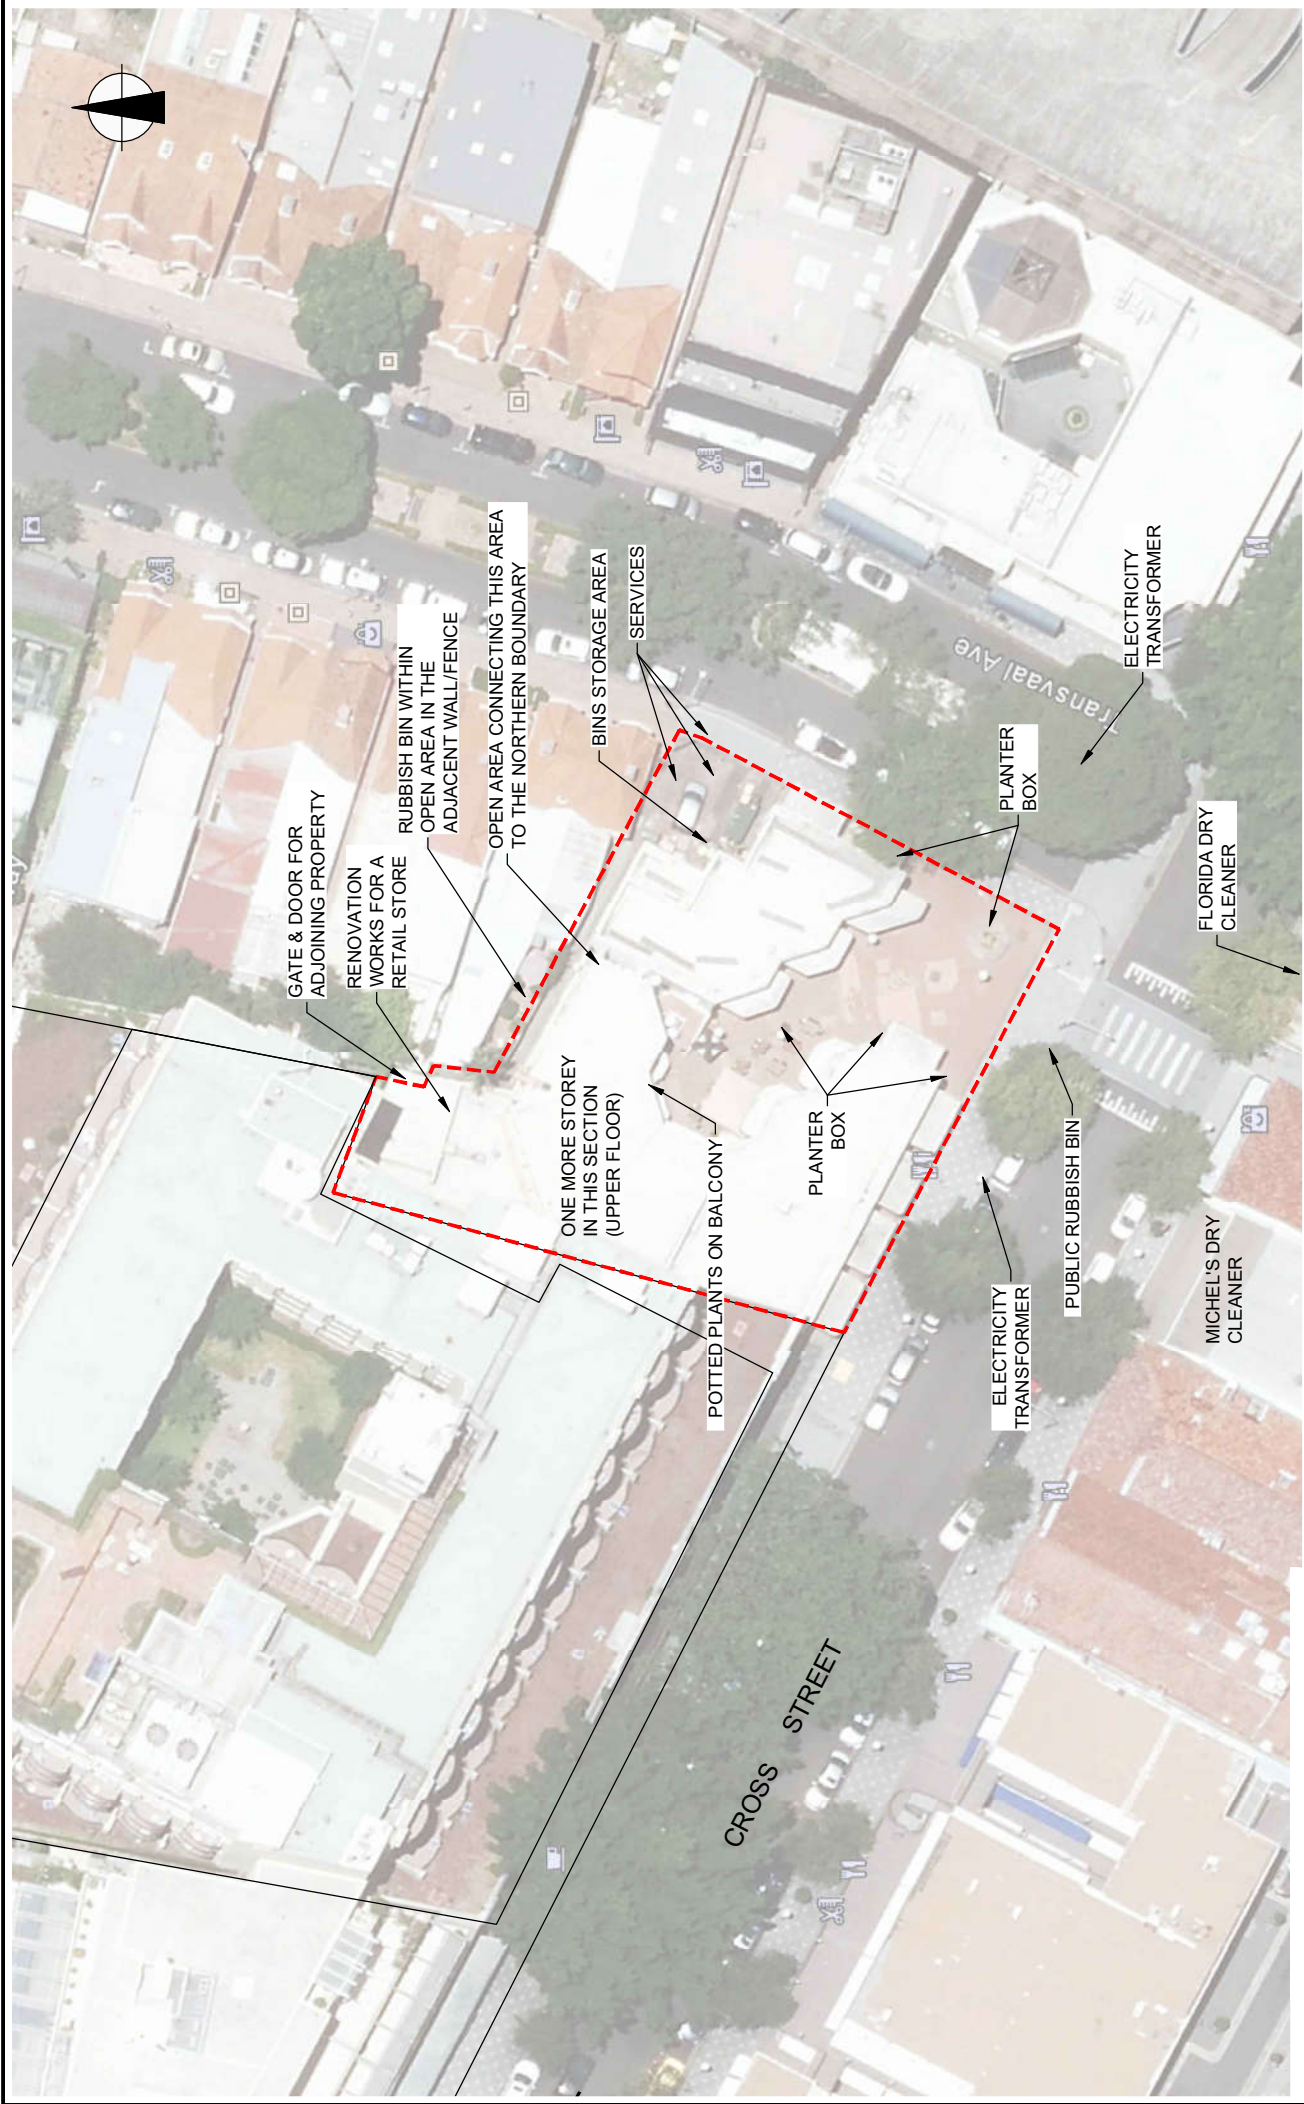 GATE & DOOR FOR
ADJOINING PROPERTY
RENOVATION
WORKS FOR A
RETAIL STORE
RUBBISH BIN WITHIN
OPEN AREA IN THE
ADJACENT WALL/FENCE
OPEN AREA CONNECTING THIS AREA
TO THE NORTHERN BOUNDARY
BINS STORAGE AREA
SERVICES
ONE MORE STOREY
IN THIS SECTION
(UPPER FLOOR)
POTTED PLANTS ON BALCONY
PLANTER
BOX
PLANTER
BOX
Transvaal Ave
ELECTRICITY
TRANSFORMER
FLORIDA DRY
CLEANER
ELECTRICITY
TRANSFORMER
PUBLIC RUBBISH BIN
MICHEL'S DRY
CLEANER
CROSS STREET